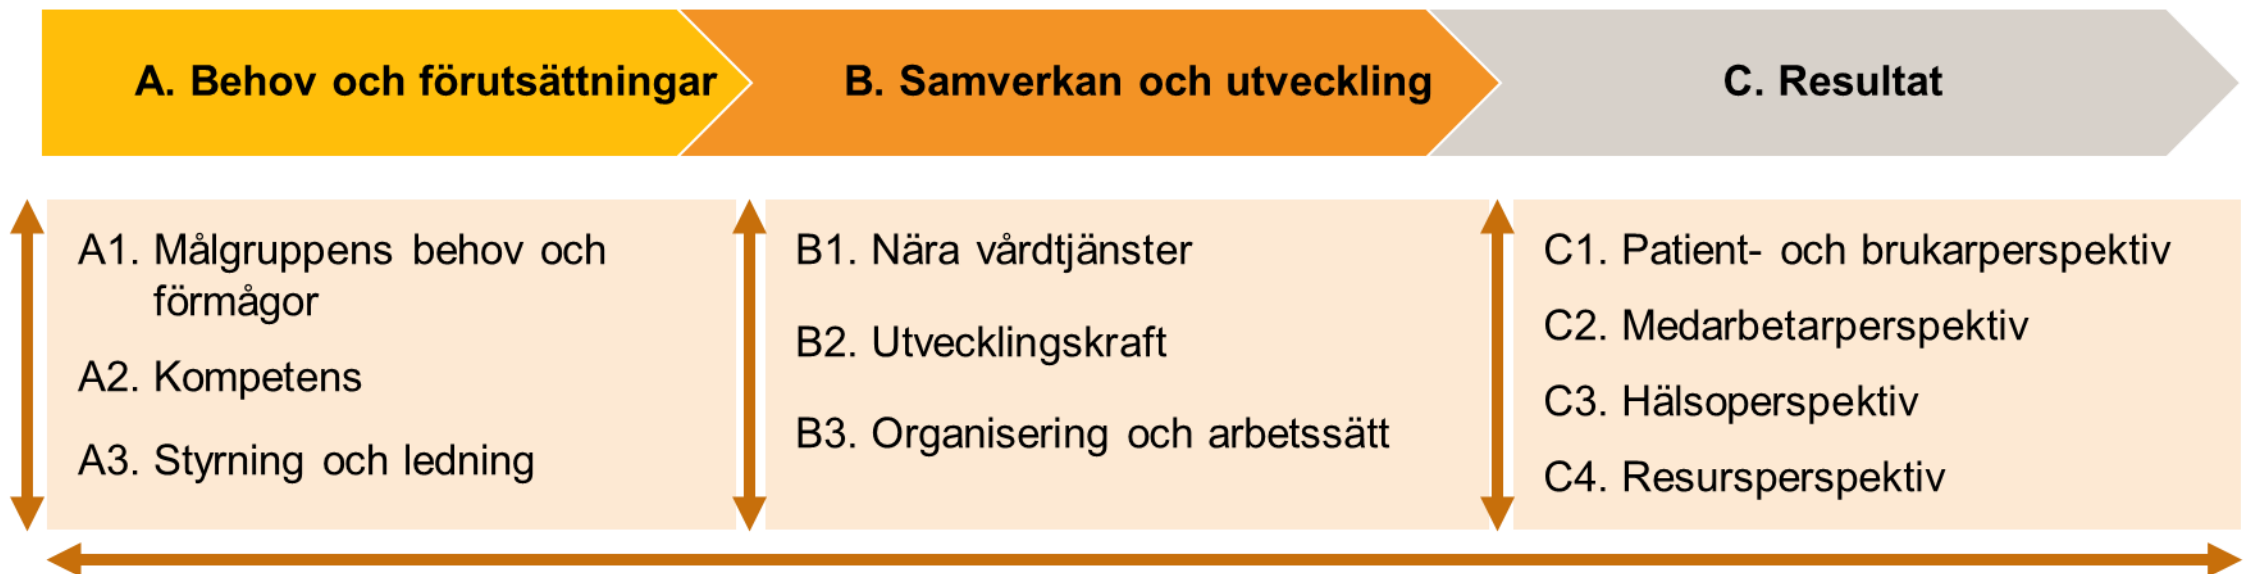 A. Behov och förutsättningar
B. Samverkan och utveckling
C. Resultat
A1. Målgruppens behov och
förmågor
A2. Kompetens
A3. Styrning och ledning
B1. Nära vårdtjänster
B2. Utvecklingskraft
B3. Organisering och arbetssätt
C1. Patient- och brukarperspektiv
C2. Medarbetarperspektiv
C3. Hälsoperspektiv
C4. Resursperspektiv